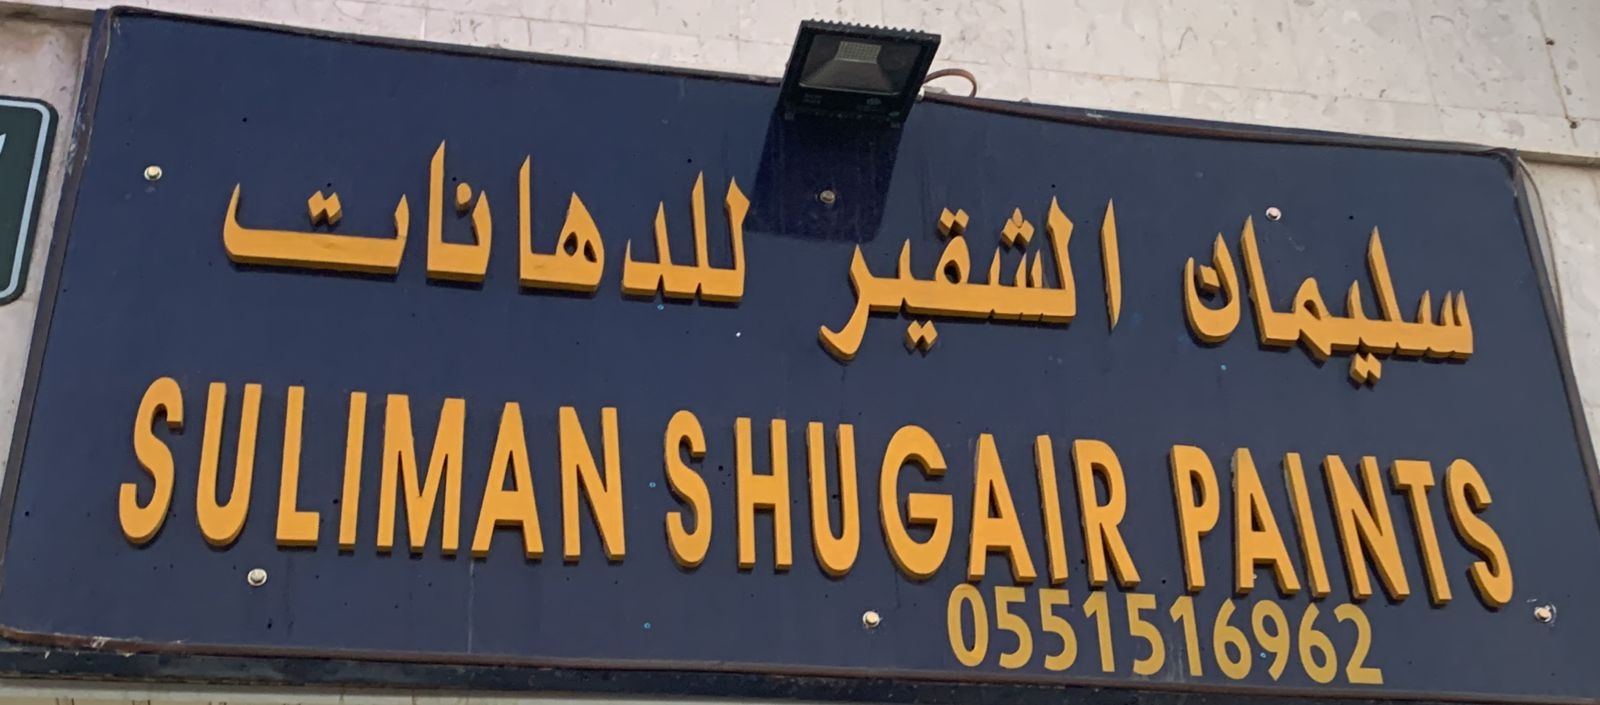 سليمان الشقير للدهانات
SULIMAN SHUGAIR PAINTS
0551516962